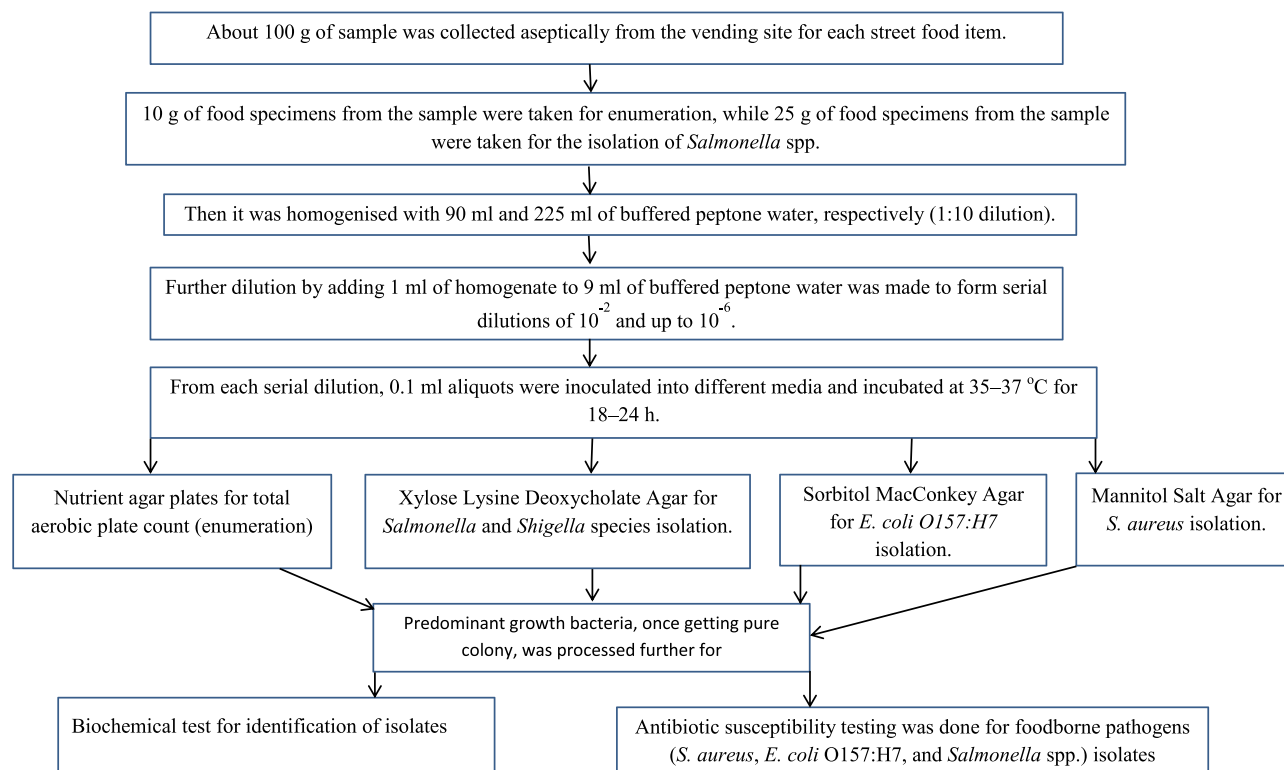 About 100 g of sample was collected aseptically from the vending site for each street food item.
10 g of food specimens from the sample were taken for enumeration, while 25 g of food specimens from the sample
were taken for the isolation of Salmonella spp.
Then it was homogenised with 90 ml and 225 ml of buffered peptone water, respectively (1:10 dilution).
Further dilution by adding 1 ml of homogenate to 9 ml of buffered peptone water was made to form serial
dilutions of 10⁻² and up to 10⁻⁶.
From each serial dilution, 0.1 ml aliquots were inoculated into different media and incubated at 35–37 °C for
18–24 h.
Nutrient agar plates for total
aerobic plate count (enumeration)
Xylose Lysine Deoxycholate Agar for
Salmonella and Shigella species isolation.
Sorbitol MacConkey Agar
for E. coli O157:H7
isolation.
Mannitol Salt Agar for
S. aureus isolation.
Predominant growth bacteria, once getting pure
colony, was processed further for
Biochemical test for identification of isolates
Antibiotic susceptibility testing was done for foodborne pathogens
(S. aureus, E. coli O157:H7, and Salmonella spp.) isolates